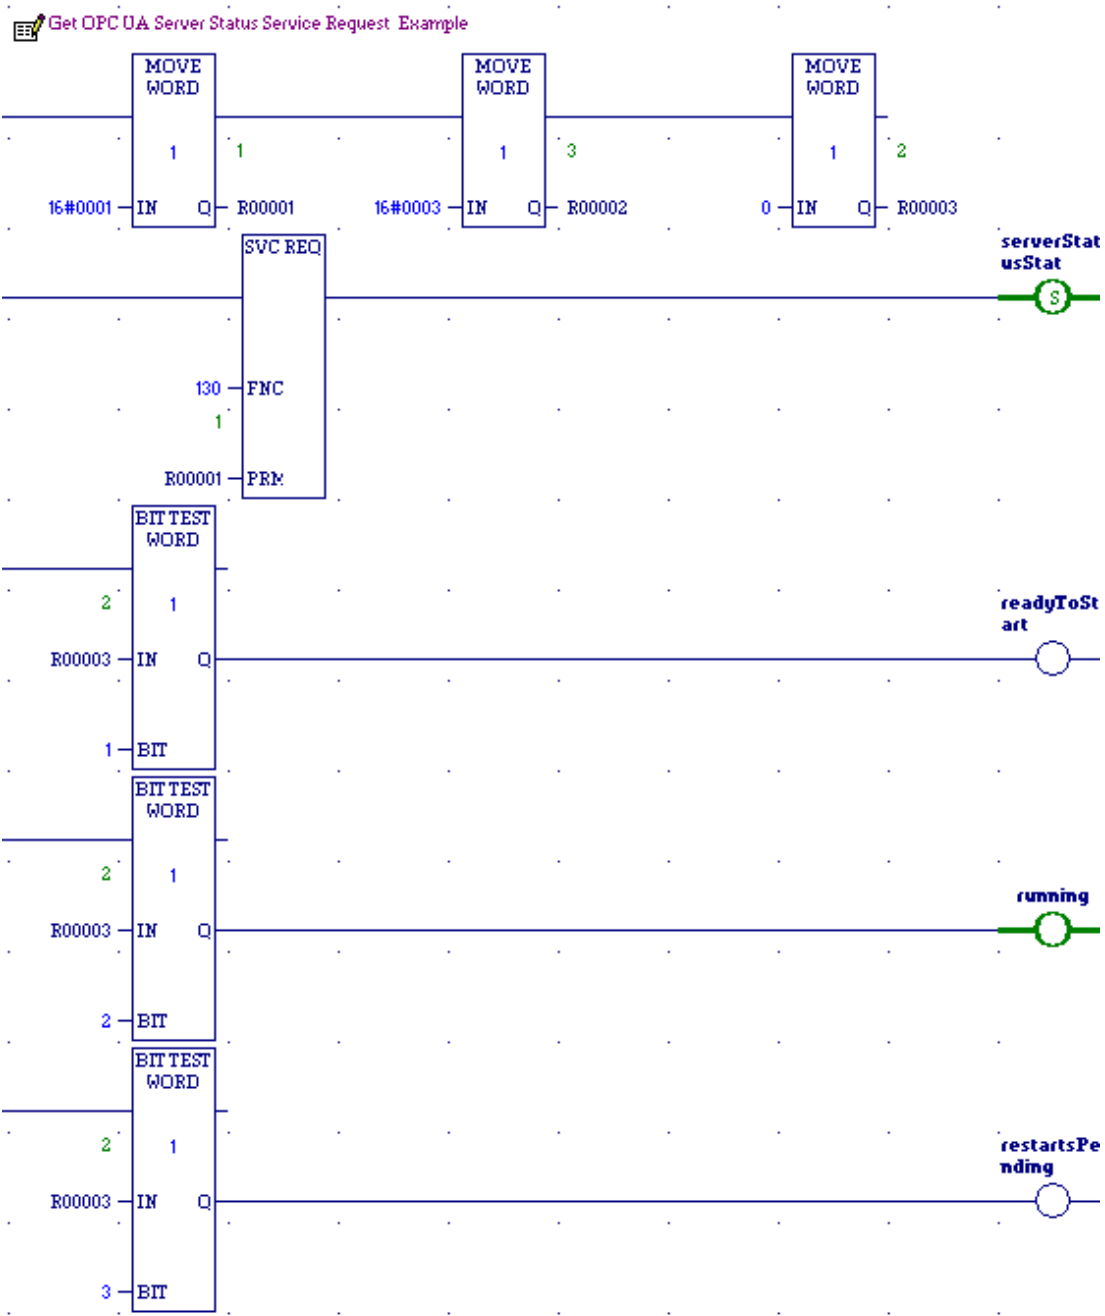 Get OPC UA Server Status Service Request Example
MOVE WORD MOVE WORD MOVE WORD
1 1 1 3 1 2
16#0001 IN Q R00001 16#0003 IN Q R00002 0 IN Q R00003
SVC REQ
serverStat
usStat
S
130 FNC
1
R00001 PRM
BIT TEST
WORD
2 1
readyToSt
art
R00003 IN Q
1 BIT
BIT TEST
WORD
2 1
running
R00003 IN Q
2 BIT
BIT TEST
WORD
2 1
restartsPe
nding
R00003 IN Q
3 BIT